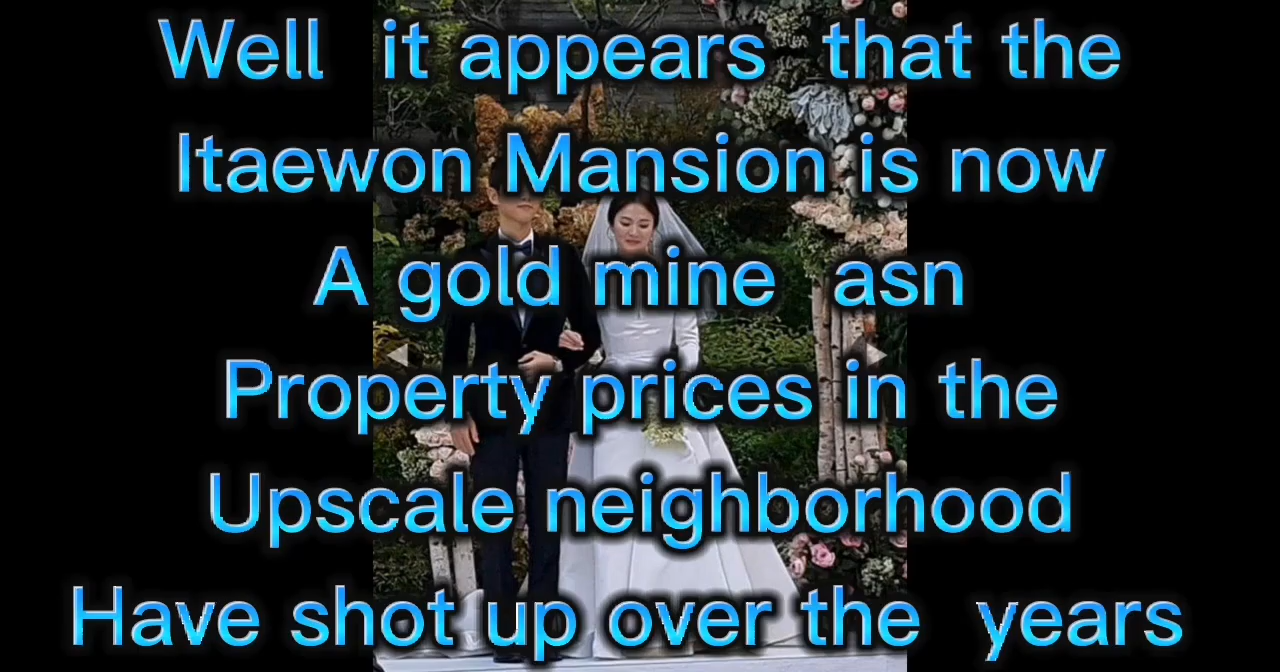 Well it appears that the
Itaewon Mansion is now
A gold mine asn
Property prices in the
Upscale neighborhood
Have shot up over the years